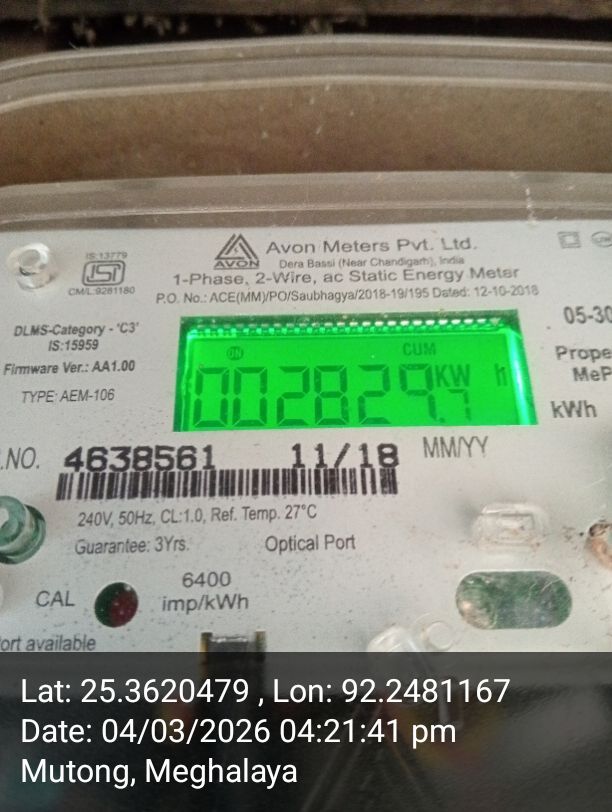 IS:13779
ISI
CM/L:9281180
AVON
Avon Meters Pvt. Ltd.
Dera Bassi (Near Chandigarh), India
1-Phase, 2-Wire, ac Static Energy Meter
P.O. No.: ACE(MM)/PO/Saubhagya/2018-19/195 Dated: 12-10-2018
DLMS-Category - 'C3'
IS:15959
Firmware Ver.: AA1.00
TYPE: AEM-106
05-30
Prope
MeP
kWh
ON
CUM
002829.7 KW h
.NO. 4638561 11/18 MM/YY
240V, 50Hz, CL:1.0, Ref. Temp. 27°C
Guarantee: 3Yrs. Optical Port
CAL
6400
imp/kWh
ort available
Lat: 25.3620479 , Lon: 92.2481167
Date: 04/03/2026 04:21:41 pm
Mutong, Meghalaya